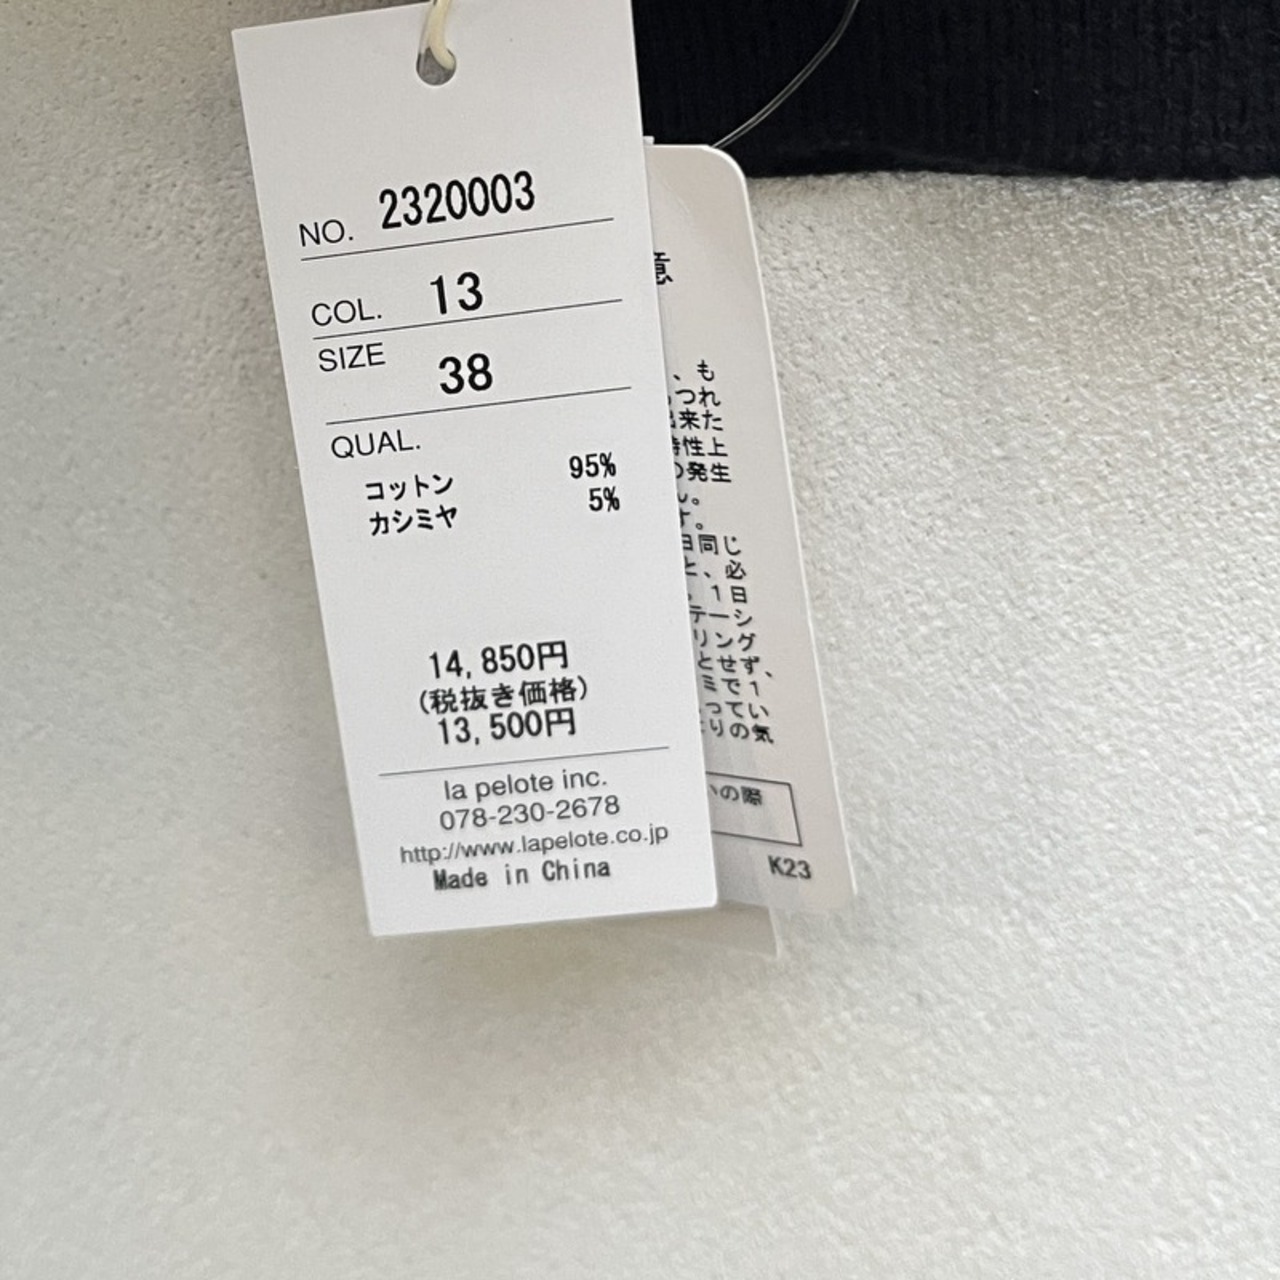 NO. 2320003
COL. 13
SIZE 38
QUAL.
コットン 95%
カシミヤ 5%
14,850円
(税抜き価格)
13,500円
la pelote inc.
078-230-2678
http://www.lapelote.co.jp
Made in China
意
、も
つれ
来た
性上
の発生
ん。
す。
同じ
と、必
。1日
テーシ
リング
とせず、
ミで1
ってい
りの気
の際
K23